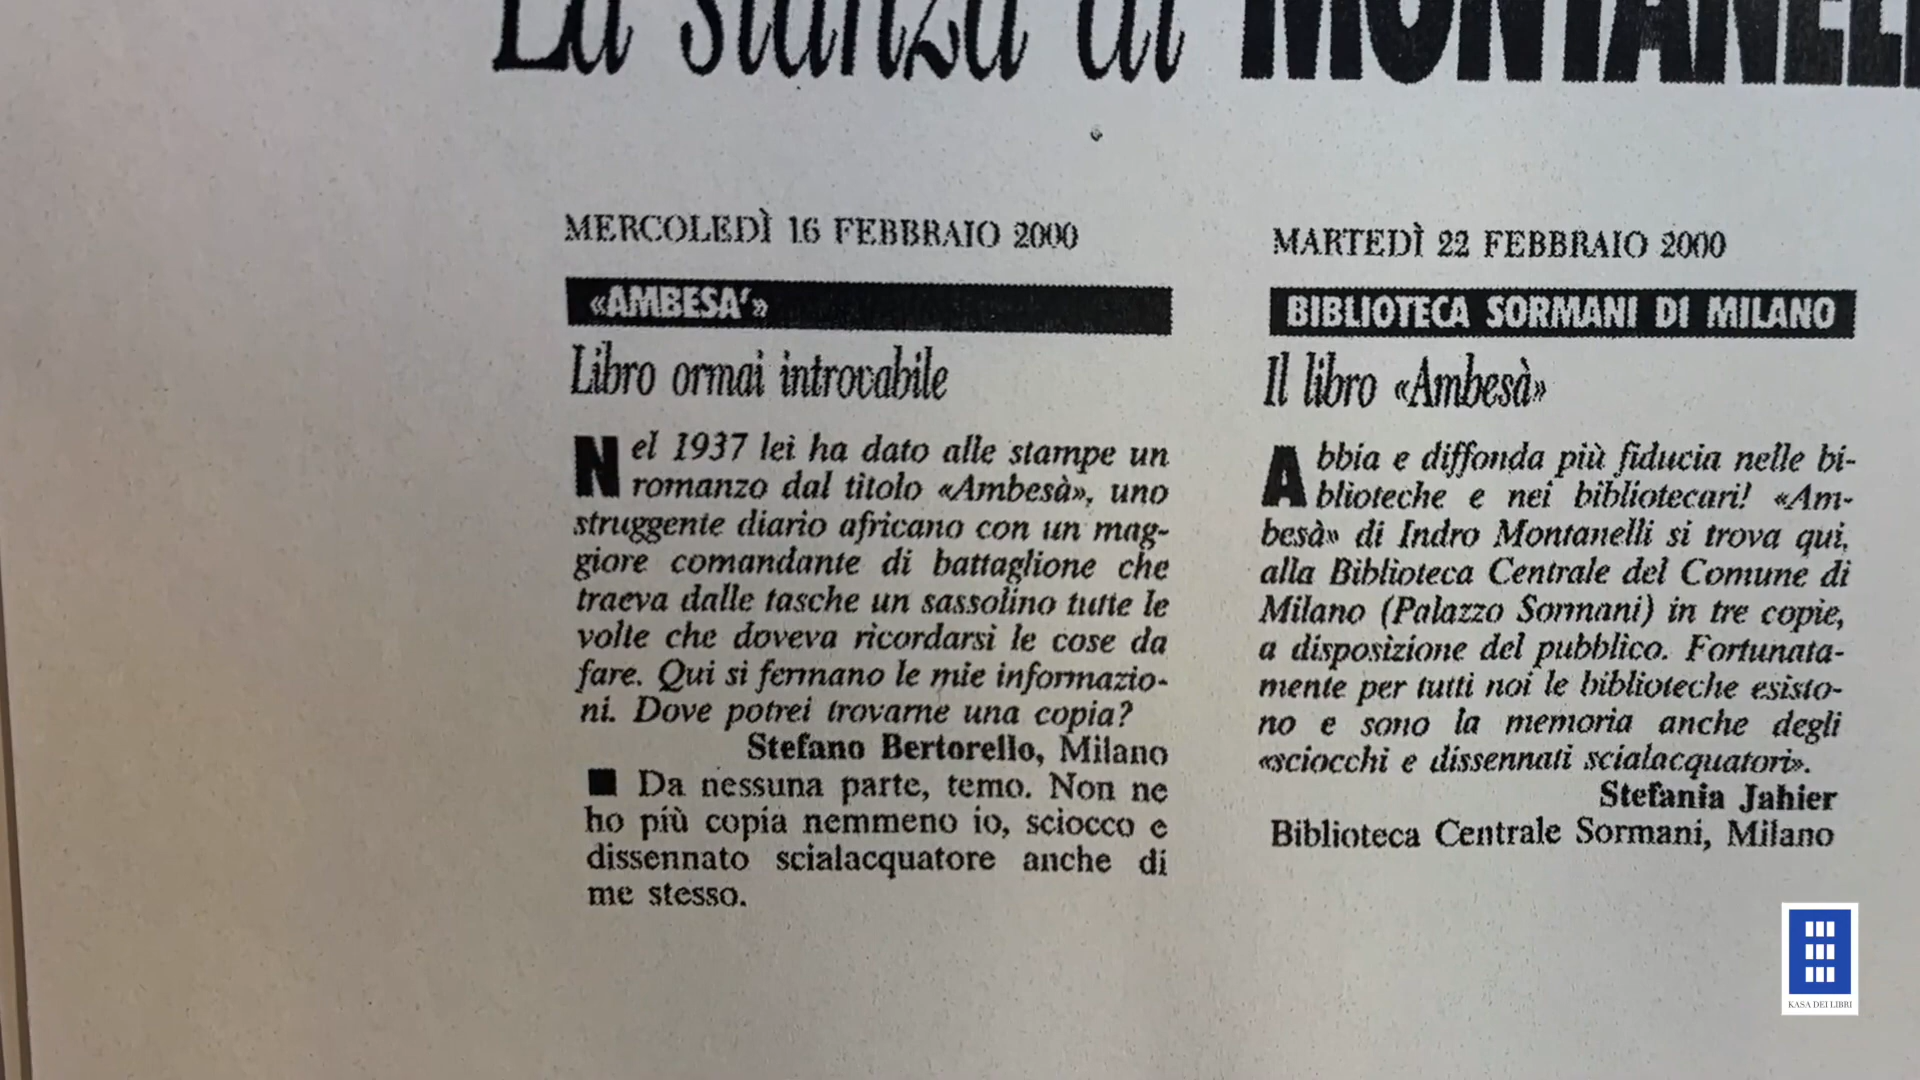 La stanza di MONTANELLI
MERCOLEDÌ 16 FEBBRAIO 2000
«AMBESA'»
Libro ormai introvabile
Nel 1937 lei ha dato alle stampe un
romanzo dal titolo «Ambesà», uno
struggente diario africano con un mag-
giore comandante di battaglione che
traeva dalle tasche un sassolino tutte le
volte che doveva ricordarsi le cose da
fare. Qui si fermano le mie informazio-
ni. Dove potrei trovarne una copia?
Stefano Bertorello, Milano
■ Da nessuna parte, temo. Non ne
ho più copia nemmeno io, sciocco e
dissennato scialacquatore anche di
me stesso.
MARTEDÌ 22 FEBBRAIO 2000
BIBLIOTECA SORMANI DI MILANO
Il libro «Ambesà»
Abbia e diffonda più fiducia nelle bi-
blioteche e nei bibliotecari! «Am-
besà» di Indro Montanelli si trova qui,
alla Biblioteca Centrale del Comune di
Milano (Palazzo Sormani) in tre copie,
a disposizione del pubblico. Fortunata-
mente per tutti noi le biblioteche esisto-
no e sono la memoria anche degli
«sciocchi e dissennati scialacquatori».
Stefania Jahier
Biblioteca Centrale Sormani, Milano
KASA DEI LIBRI